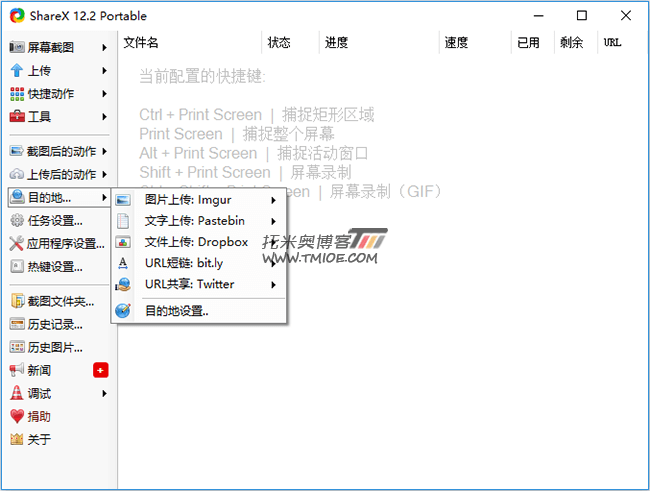 ShareX 12.2 Portable
屏幕截图
上传
快捷动作
工具
截图后的动作
上传后的动作
目的地...
任务设置...
应用程序设置...
热键设置...
截图文件夹...
历史记录...
历史图片...
新闻
+
调试
捐助
关于
文件名 状态 进度 速度 已用 剩余 URL
当前配置的快捷键:
Ctrl + Print Screen | 捕捉矩形区域
Print Screen | 捕捉整个屏幕
Alt + Print Screen | 捕捉活动窗口
Shift + Print Screen | 屏幕录制
Screen | 屏幕录制（GIF）
图片上传: Imgur
文字上传: Pastebin
文件上传: Dropbox
URL短链: bit.ly
URL共享: Twitter
目的地设置..
托米奥博客
WWW.TMIOE.COM